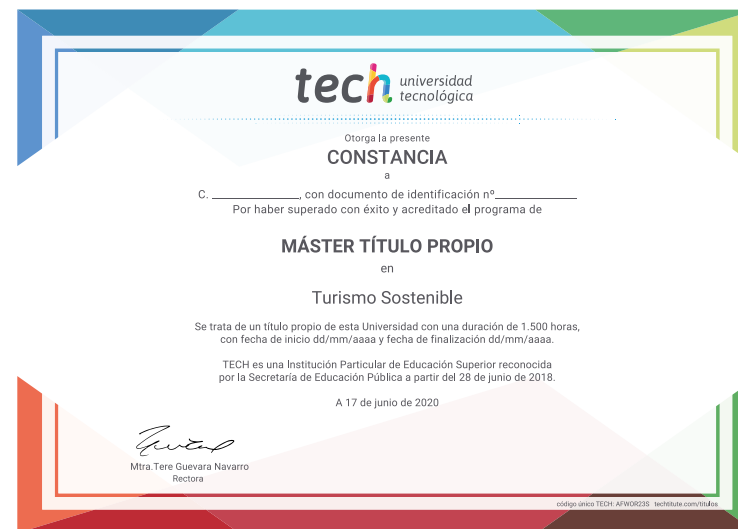 tech universidad
tecnológica
Otorga la presente
CONSTANCIA
a
C. ________________, con documento de identificación nº______________
Por haber superado con éxito y acreditado el programa de
MÁSTER TÍTULO PROPIO
en
Turismo Sostenible
Se trata de un título propio de esta Universidad con una duración de 1.500 horas,
con fecha de inicio dd/mm/aaaa y fecha de finalización dd/mm/aaaa.
TECH es una Institución Particular de Educación Superior reconocida
por la Secretaría de Educación Pública a partir del 28 de junio de 2018.
A 17 de junio de 2020
Mtra.Tere Guevara Navarro
Rectora
código único TECH: AFWOR23S techtitute.com/titulos